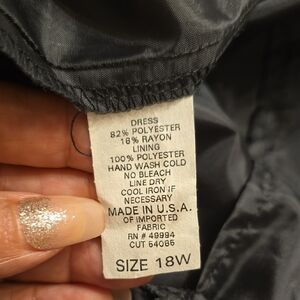 DRESS
82% POLYESTER
18% RAYON
LINING
100% POLYESTER
HAND WASH COLD
NO BLEACH
LINE DRY
COOL IRON IF
NECESSARY
MADE IN U.S.A.
OF IMPORTED
FABRIC
RN # 49994
CUT 64086
SIZE 18W